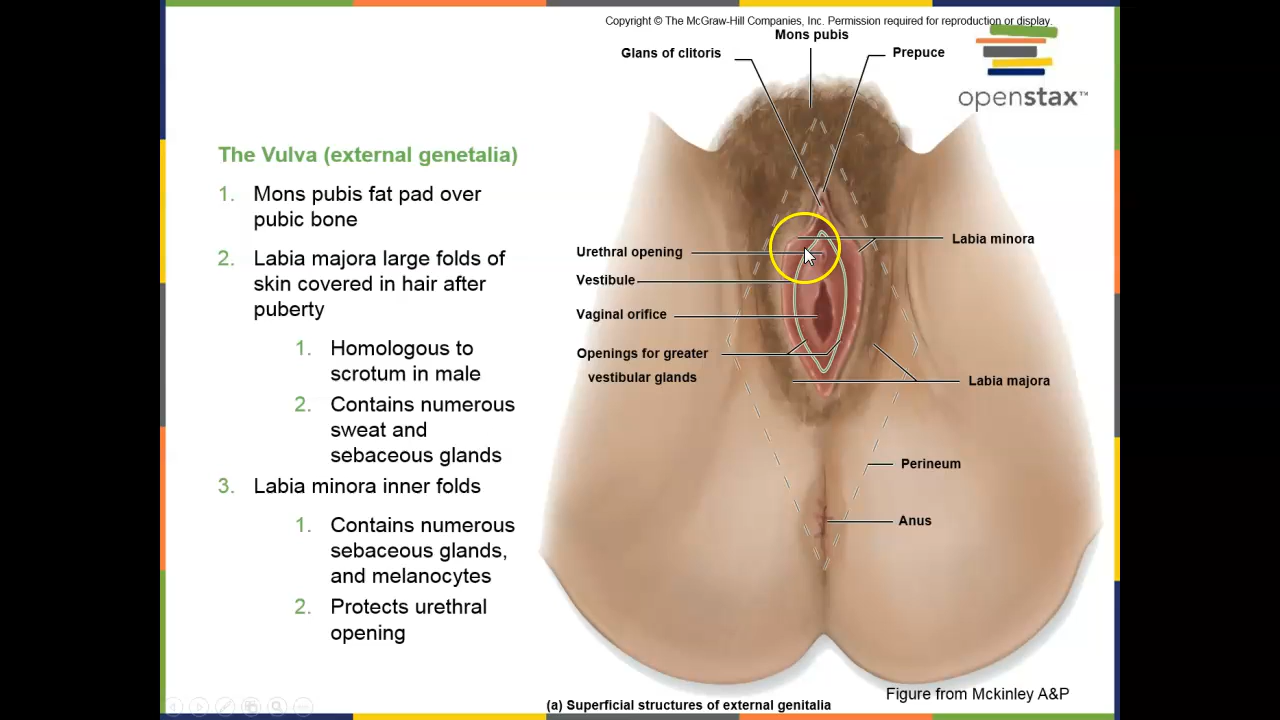 Copyright © The McGraw-Hill Companies, Inc. Permission required for reproduction or display.
Mons pubis
Glans of clitoris
Prepuce
openstax™
The Vulva (external genetalia)
1. Mons pubis fat pad over
pubic bone
2. Labia majora large folds of
skin covered in hair after
puberty
1. Homologous to
scrotum in male
2. Contains numerous
sweat and
sebaceous glands
3. Labia minora inner folds
1. Contains numerous
sebaceous glands,
and melanocytes
2. Protects urethral
opening
Urethral opening
Vestibule
Vaginal orifice
Openings for greater
vestibular glands
Labia minora
Labia majora
Perineum
Anus
Figure from Mckinley A&P
(a) Superficial structures of external genitalia